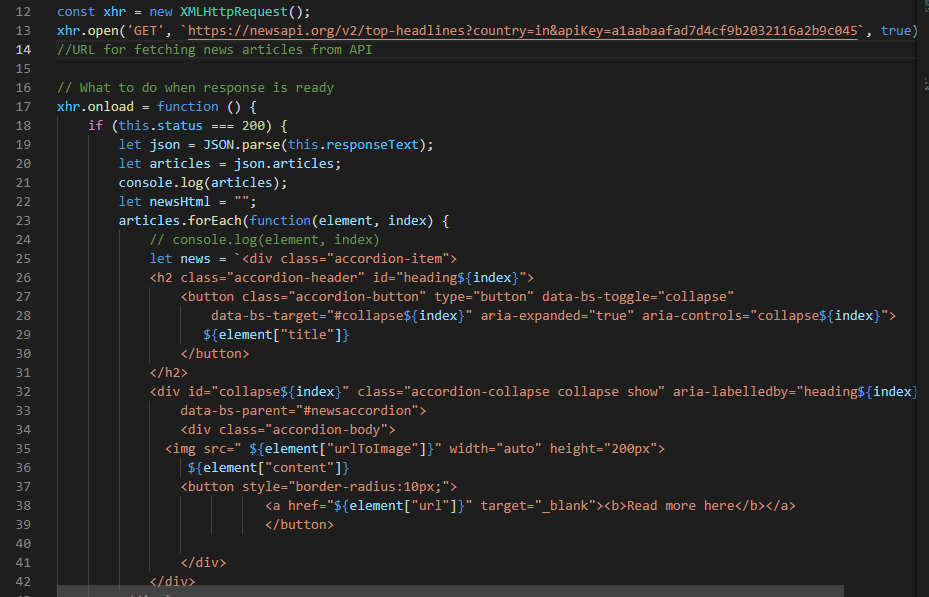 12 const xhr = new XMLHttpRequest();
13 xhr.open('GET', `https://newsapi.org/v2/top-headlines?country=in&apiKey=a1aabaafad7d4cf9b2032116a2b9c045`, true)
14 //URL for fetching news articles from API
15
16 // What to do when response is ready
17 xhr.onload = function () {
18 if (this.status === 200) {
19 let json = JSON.parse(this.responseText);
20 let articles = json.articles;
21 console.log(articles);
22 let newsHtml = "";
23 articles.forEach(function(element, index) {
24 // console.log(element, index)
25 let news = `<div class="accordion-item">
26 <h2 class="accordion-header" id="heading${index}">
27 <button class="accordion-button" type="button" data-bs-toggle="collapse"
28 data-bs-target="#collapse${index}" aria-expanded="true" aria-controls="collapse${index}">
29 ${element["title"]}
30 </button>
31 </h2>
32 <div id="collapse${index}" class="accordion-collapse collapse show" aria-labelledby="heading${index}
33 data-bs-parent="#newsaccordion">
34 <div class="accordion-body">
35 <img src=" ${element["urlToImage"]}" width="auto" height="200px">
36 ${element["content"]}
37 <button style="border-radius:10px;">
38 <a href="${element["url"]}" target="_blank"><b>Read more here</b></a>
39 </button>
40
41 </div>
42 </div>